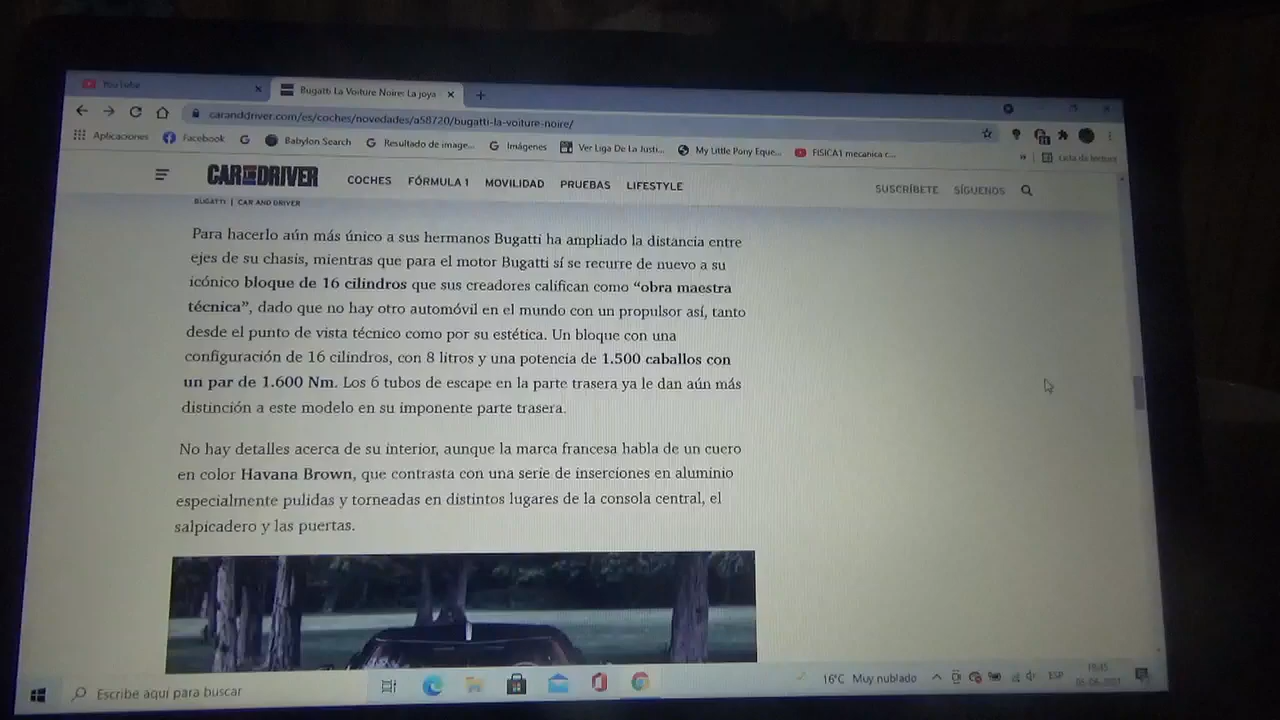 YouTube
Bugatti La Voiture Noire: La joya
caranddriver.com/es/coches/novedades/a58720/bugatti-la-voiture-noire/
Aplicaciones Facebook Babylon Search Resultado de image... Imágenes Ver Liga De La Justi... My Little Pony Eque... FISICA1 mecanica c... » Lista de lectura
CAR AND DRIVER COCHES FÓRMULA 1 MOVILIDAD PRUEBAS LIFESTYLE SUSCRÍBETE SÍGUENOS
BUGATTI | CAR AND DRIVER
Para hacerlo aún más único a sus hermanos Bugatti ha ampliado la distancia entre
ejes de su chasis, mientras que para el motor Bugatti sí se recurre de nuevo a su
icónico bloque de 16 cilindros que sus creadores califican como “obra maestra
técnica”, dado que no hay otro automóvil en el mundo con un propulsor así, tanto
desde el punto de vista técnico como por su estética. Un bloque con una
configuración de 16 cilindros, con 8 litros y una potencia de 1.500 caballos con
un par de 1.600 Nm. Los 6 tubos de escape en la parte trasera ya le dan aún más
distinción a este modelo en su imponente parte trasera.
No hay detalles acerca de su interior, aunque la marca francesa habla de un cuero
en color Havana Brown, que contrasta con una serie de inserciones en aluminio
especialmente pulidas y torneadas en distintos lugares de la consola central, el
salpicadero y las puertas.
Escribe aquí para buscar 16°C Muy nublado ESP